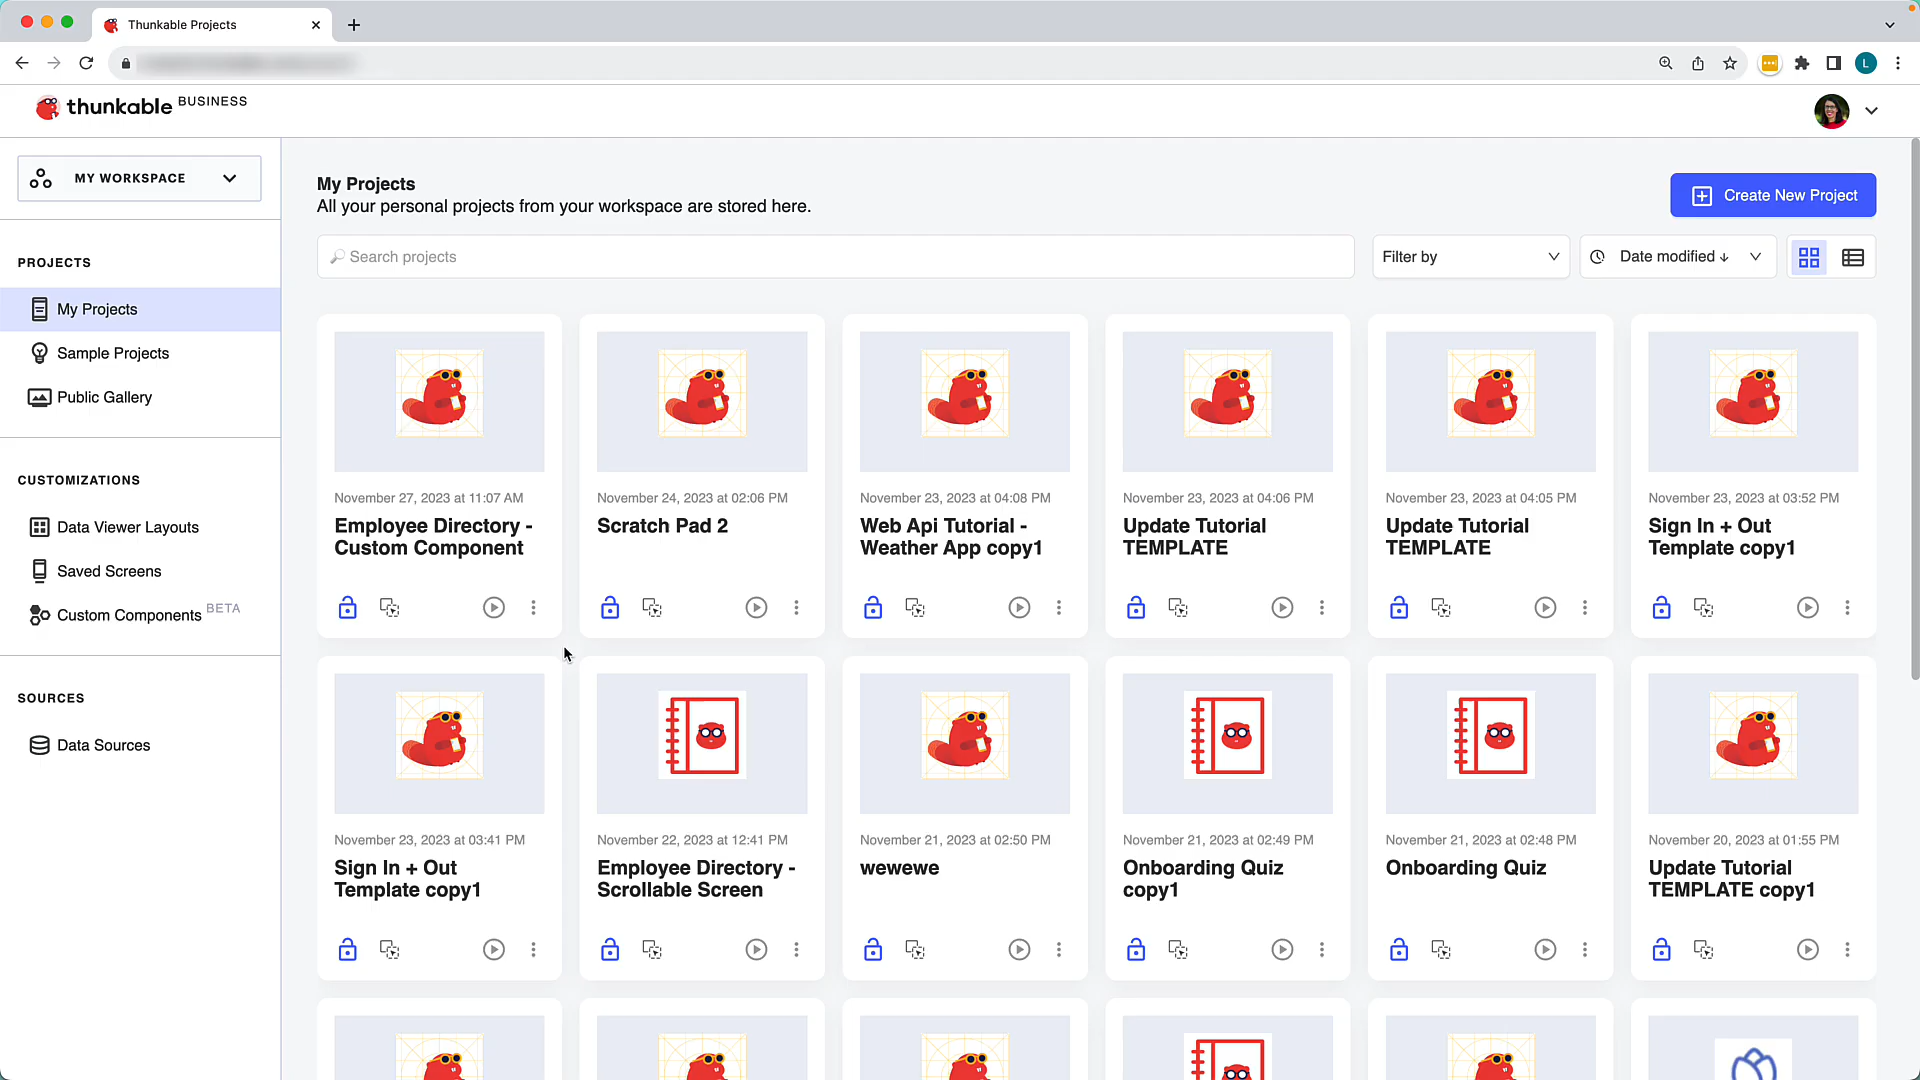 Thunkable Projects
L
thunkable BUSINESS
MY WORKSPACE
PROJECTS
My Projects
Sample Projects
Public Gallery
CUSTOMIZATIONS
Data Viewer Layouts
Saved Screens
Custom Components BETA
SOURCES
Data Sources
My Projects
All your personal projects from your workspace are stored here.
Create New Project
Search projects
Filter by
Date modified ↓
November 27, 2023 at 11:07 AM
Employee Directory -
Custom Component
November 24, 2023 at 02:06 PM
Scratch Pad 2
November 23, 2023 at 04:08 PM
Web Api Tutorial -
Weather App copy1
November 23, 2023 at 04:06 PM
Update Tutorial
TEMPLATE
November 23, 2023 at 04:05 PM
Update Tutorial
TEMPLATE
November 23, 2023 at 03:52 PM
Sign In + Out
Template copy1
November 23, 2023 at 03:41 PM
Sign In + Out
Template copy1
November 22, 2023 at 12:41 PM
Employee Directory -
Scrollable Screen
November 21, 2023 at 02:50 PM
wewewe
November 21, 2023 at 02:49 PM
Onboarding Quiz
copy1
November 21, 2023 at 02:48 PM
Onboarding Quiz
November 20, 2023 at 01:55 PM
Update Tutorial
TEMPLATE copy1